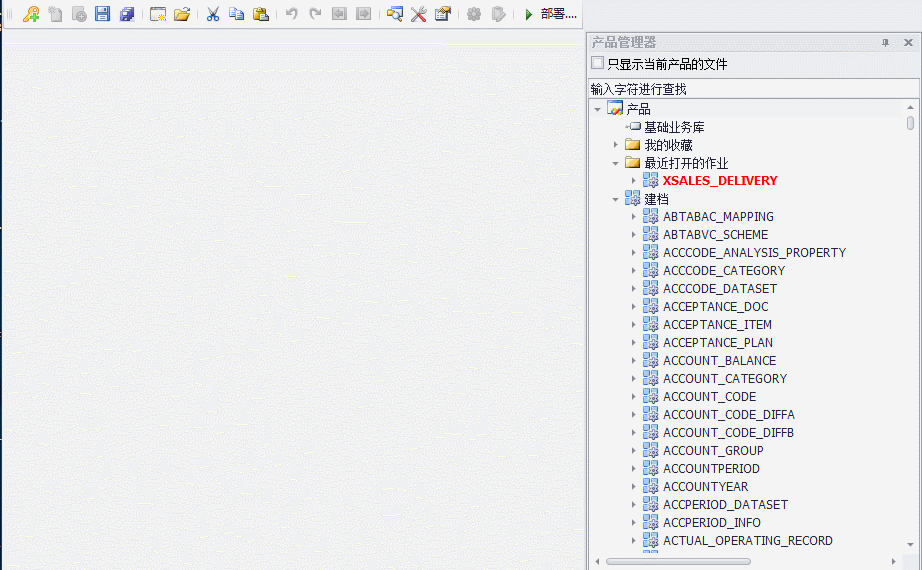 部署....
产品管理器
只显示当前产品的文件
输入字符进行查找
产品
基础业务库
我的收藏
最近打开的作业
XSALES_DELIVERY
建档
ABTABAC_MAPPING
ABTABVC_SCHEME
ACCCODE_ANALYSIS_PROPERTY
ACCCODE_CATEGORY
ACCCODE_DATASET
ACCEPTANCE_DOC
ACCEPTANCE_ITEM
ACCEPTANCE_PLAN
ACCOUNT_BALANCE
ACCOUNT_CATEGORY
ACCOUNT_CODE
ACCOUNT_CODE_DIFFA
ACCOUNT_CODE_DIFFB
ACCOUNT_GROUP
ACCOUNTPERIOD
ACCOUNTYEAR
ACCPERIOD_DATASET
ACCPERIOD_INFO
ACTUAL_OPERATING_RECORD